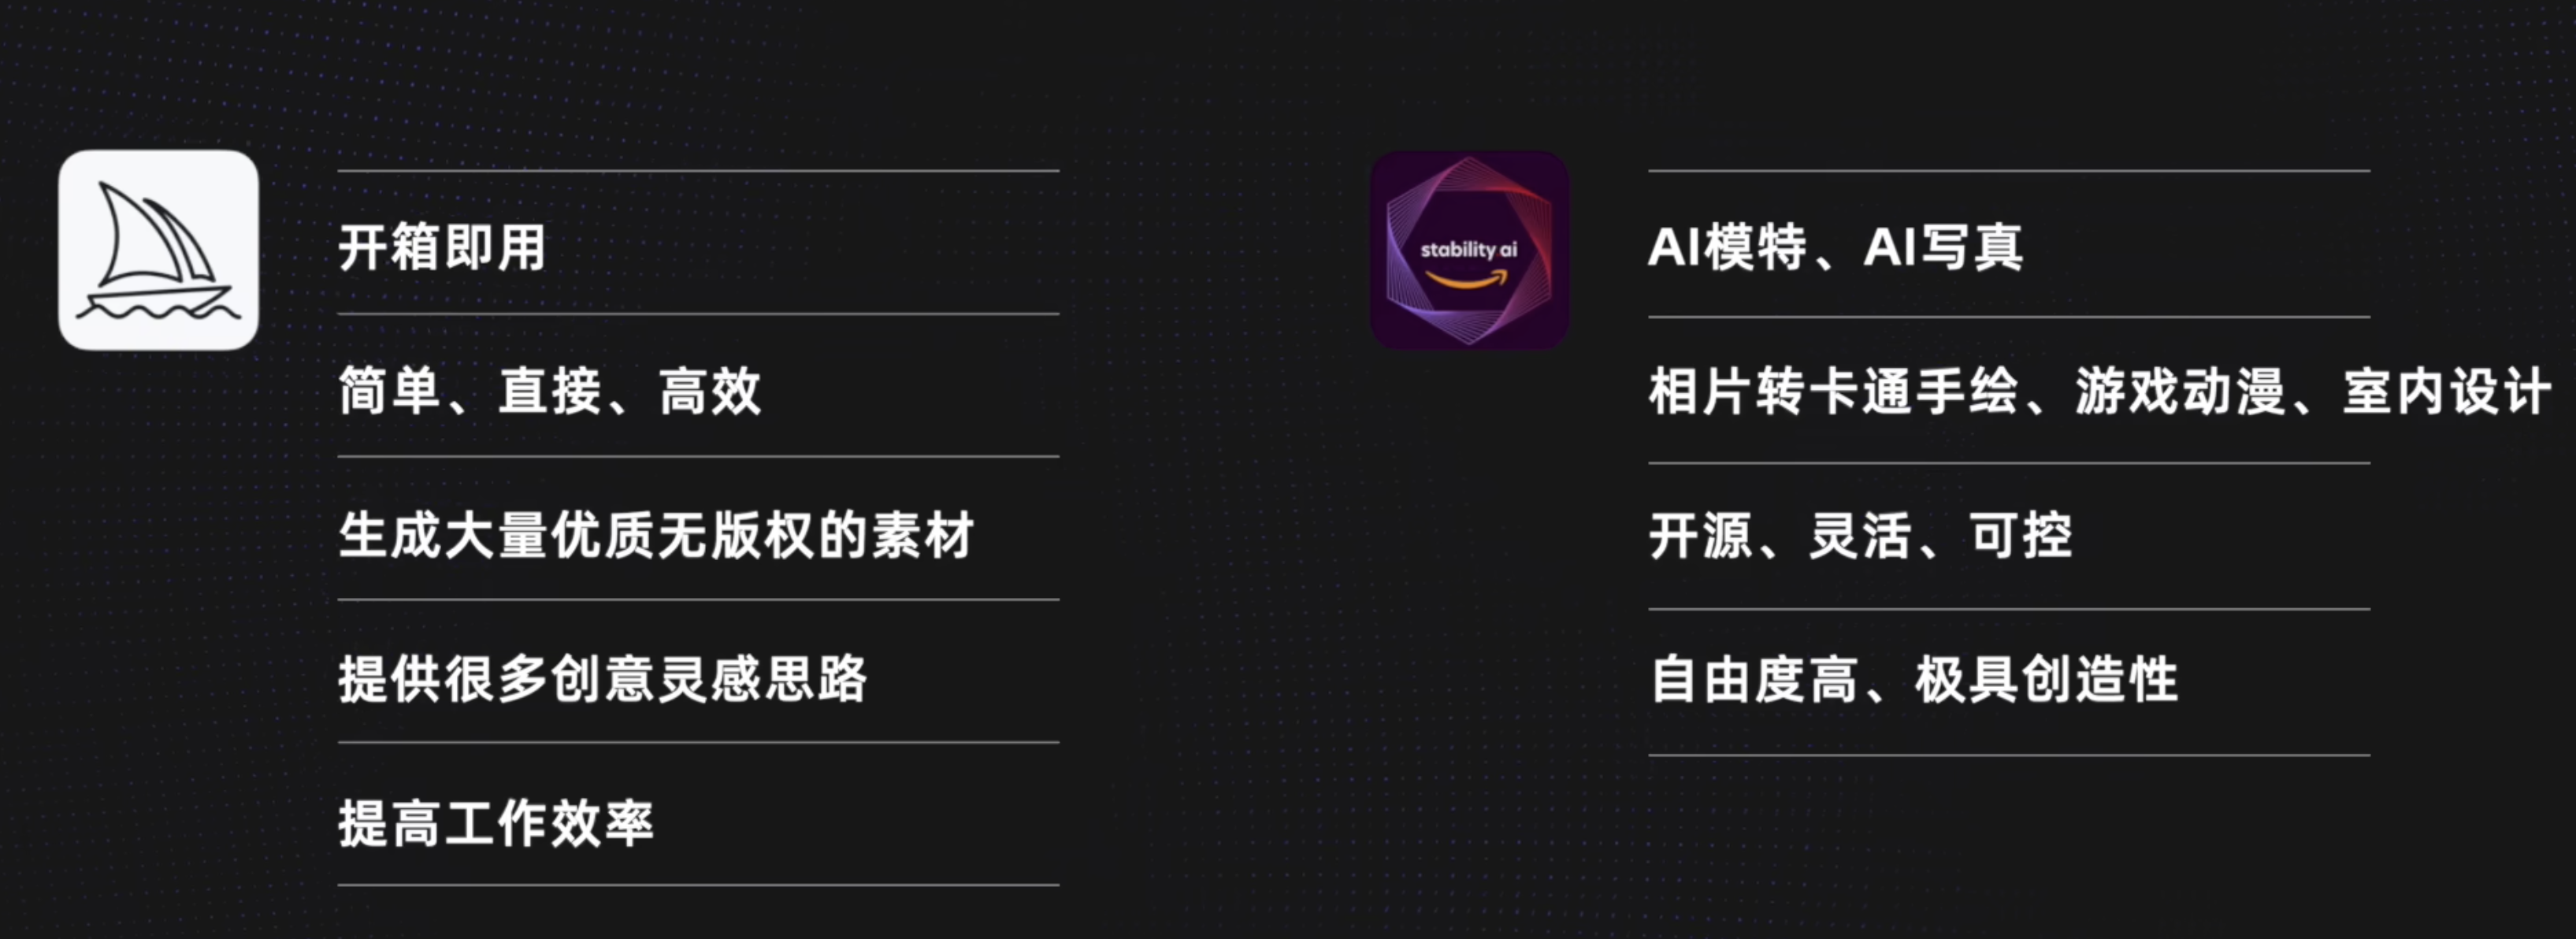 开箱即用
简单、直接、高效
生成大量优质无版权的素材
提供很多创意灵感思路
提高工作效率
stability ai
AI模特、AI写真
相片转卡通手绘、游戏动漫、室内设计
开源、灵活、可控
自由度高、极具创造性